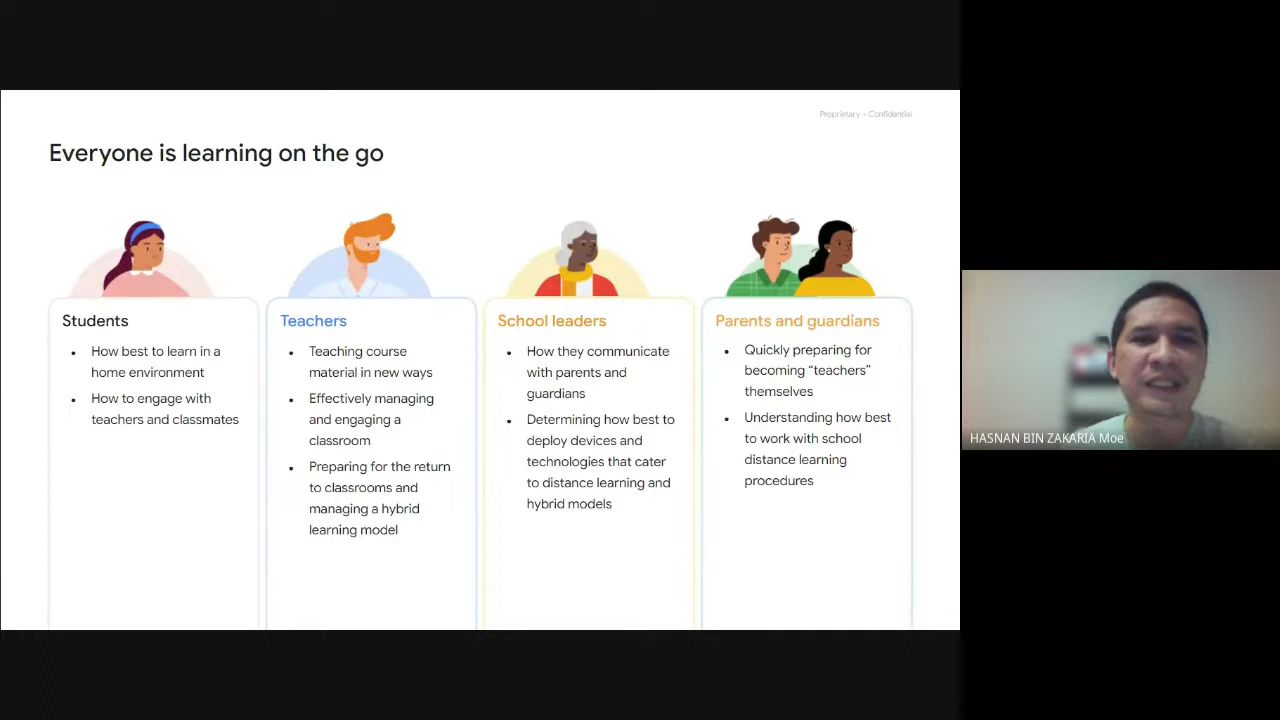 Proprietary + Confidential
Everyone is learning on the go
Students
• How best to learn in a
home environment
• How to engage with
teachers and classmates
Teachers
• Teaching course
material in new ways
• Effectively managing
and engaging a
classroom
• Preparing for the return
to classrooms and
managing a hybrid
learning model
School leaders
• How they communicate
with parents and
guardians
• Determining how best to
deploy devices and
technologies that cater
to distance learning and
hybrid models
Parents and guardians
• Quickly preparing for
becoming “teachers”
themselves
• Understanding how best
to work with school
distance learning
procedures
HASNAN BIN ZAKARIA Moe